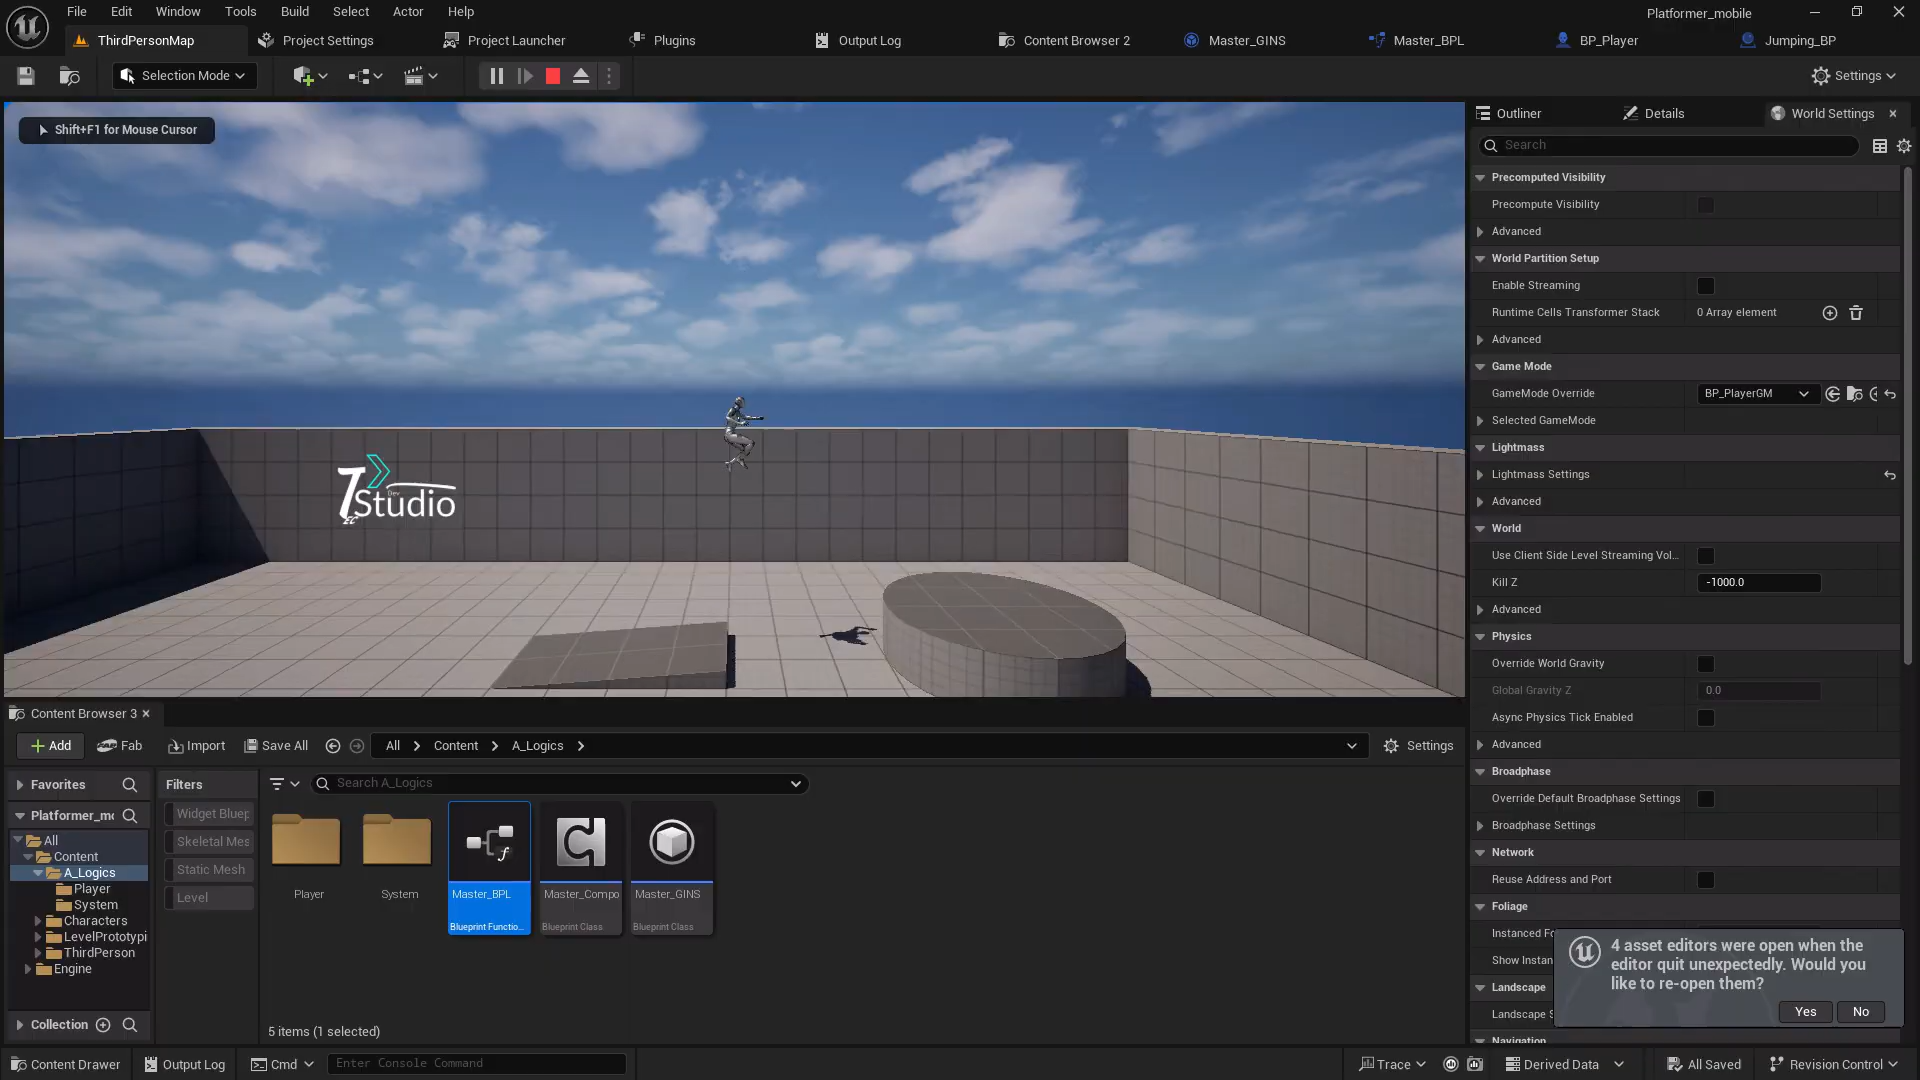 File Edit Window Tools Build Select Actor Help
Platformer_mobile
ThirdPersonMap
Project Settings
Project Launcher
Plugins
Output Log
Content Browser 2
Master_GINS
Master_BPL
BP_Player
Jumping_BP
Selection Mode
Settings
Shift+F1 for Mouse Cursor
Outliner
Details
World Settings
Search
Precomputed Visibility
Precompute Visibility
Advanced
World Partition Setup
Enable Streaming
Runtime Cells Transformer Stack
0 Array element
Advanced
Game Mode
GameMode Override
BP_PlayerGM
Selected GameMode
Lightmass
Lightmass Settings
Advanced
World
Use Client Side Level Streaming Vol...
Kill Z
-1000.0
Advanced
Physics
Override World Gravity
Global Gravity Z
0.0
Async Physics Tick Enabled
Advanced
Broadphase
Override Default Broadphase Settings
Broadphase Settings
Network
Reuse Address and Port
Foliage
Instanced Fo
Show Instan
Landscape
Landscape S
Navigation
4 asset editors were open when the
editor quit unexpectedly. Would you
like to re-open them?
Yes
No
Studio
Dev
Content Browser 3
Add
Fab
Import
Save All
All
Content
A_Logics
Settings
Favorites
Platformer_mo
All
Content
A_Logics
Player
System
Characters
LevelPrototypi
ThirdPerson
Engine
Collection
Filters
Widget Bluep
Skeletal Mes
Static Mesh
Level
Search A_Logics
Player
System
Master_BPL
Blueprint Functio...
Master_Compo
Blueprint Class
Master_GINS
Blueprint Class
5 items (1 selected)
Content Drawer
Output Log
Cmd
Enter Console Command
Trace
Derived Data
All Saved
Revision Control